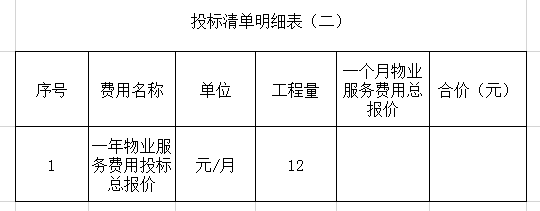 投标清单明细表（二）
序号 费用名称 单位 工程量 一个月物业服务费用总报价 合价（元）
1 一年物业服务费用投标总报价 元/月 12